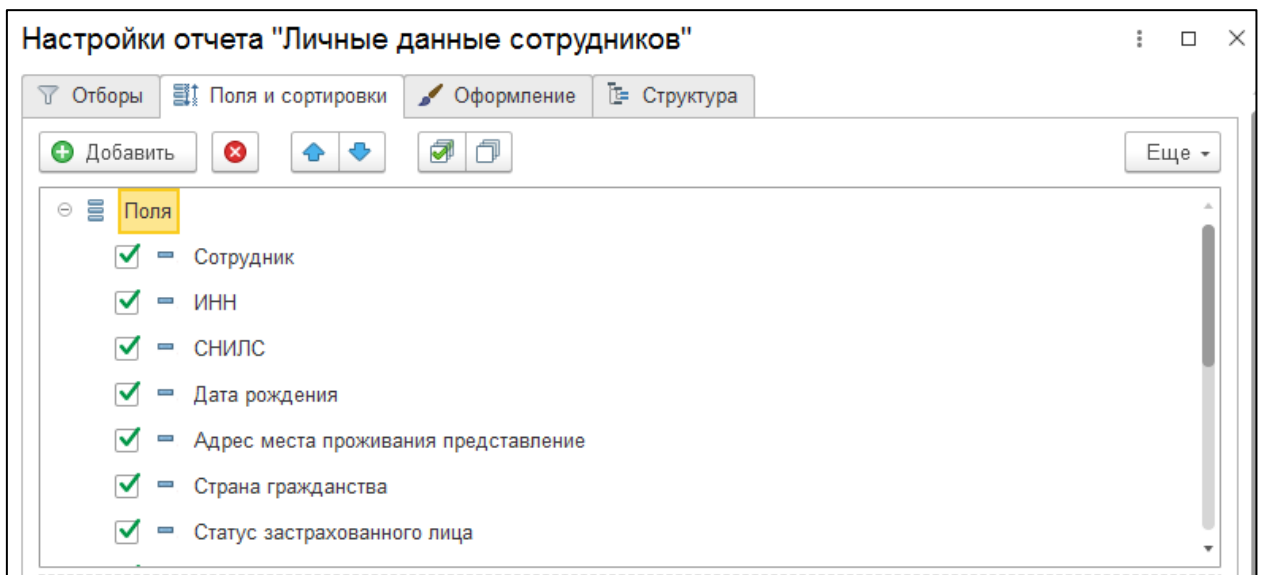 Настройки отчета "Личные данные сотрудников"
Отборы Поля и сортировки Оформление Структура
Добавить Еще
Поля
Сотрудник
ИНН
СНИЛС
Дата рождения
Адрес места проживания представление
Страна гражданства
Статус застрахованного лица